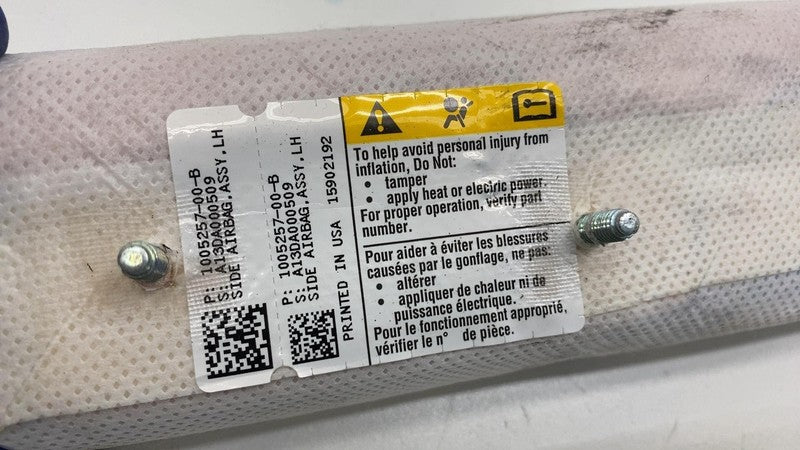 P: 1005257-00-B
S: A13DA000509
SIDE AIRBAG,ASSY,LH
P: 1005257-00-B
S: A13DA000509
SIDE AIRBAG,ASSY,LH
PRINTED IN USA 15902192
To help avoid personal injury from
inflation, Do Not:
• tamper
• apply heat or electric power.
For proper operation, verify part
number.
Pour aider à éviter les blessures
causées par le gonflage, ne pas:
• altérer
• appliquer de chaleur ni de
puissance électrique.
Pour le fonctionnement approprié,
vérifier le n° de pièce.